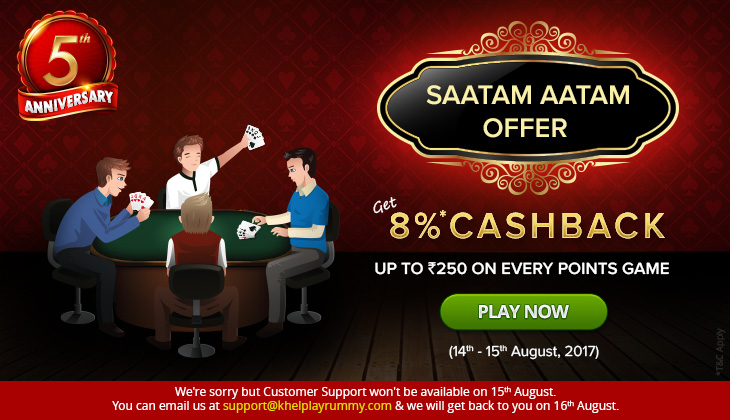 5th
ANNIVERSARY
SAATAM AATAM
OFFER
Get
8%*CASHBACK
UP TO ₹250 ON EVERY POINTS GAME
PLAY NOW
(14th - 15th August, 2017)
*T&C Apply
We're sorry but Customer Support won't be available on 15th August.
You can email us at support@khelplayrummy.com & we will get back to you on 16th August.